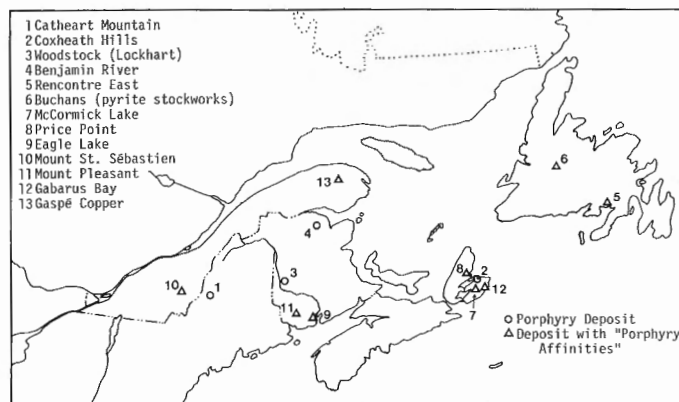 1 Catheart Mountain
2 Coxheath Hills
3 Woodstock (Lockhart)
4 Benjamin River
5 Rencontre East
6 Buchans (pyrite stockworks)
7 McCormick Lake
8 Price Point
9 Eagle Lake
10 Mount St. Sébastien
11 Mount Pleasant
12 Gabarus Bay
13 Gaspé Copper
6
13
5
4
8
2
3
10
1
12
11
9
7
Porphyry Deposit
Deposit with "Porphyry
Affinities"